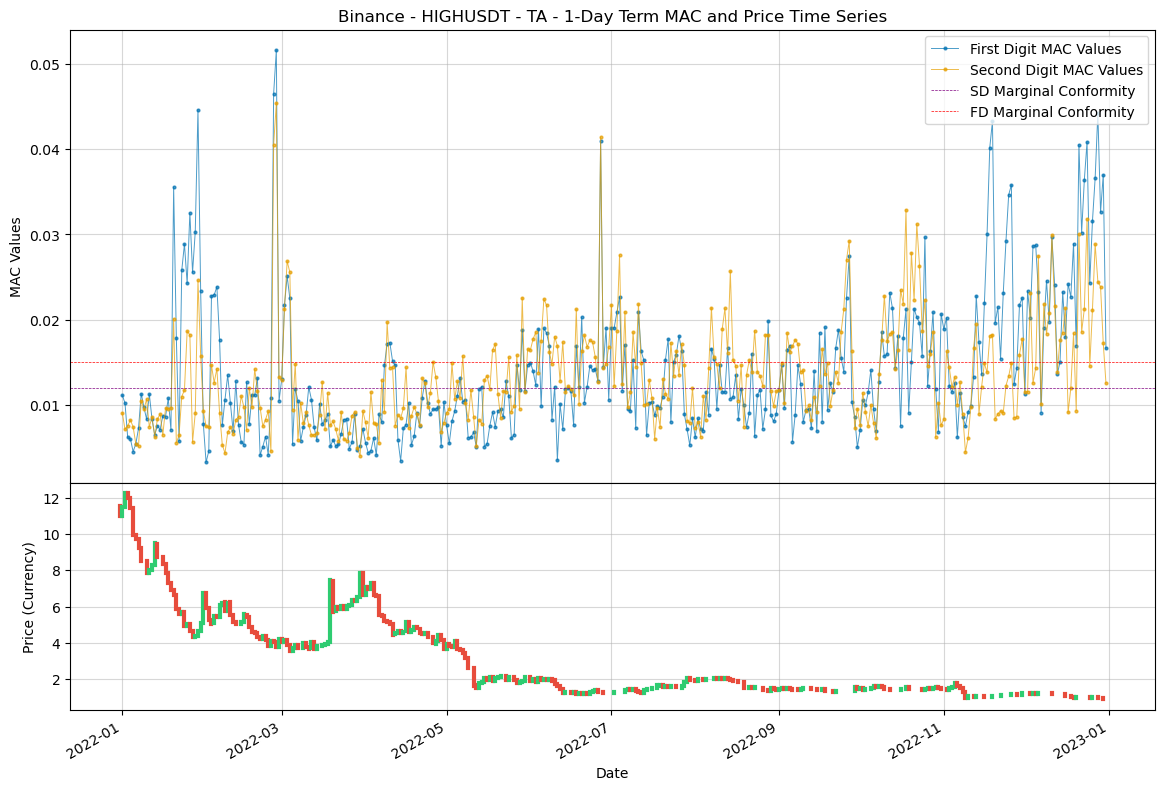 Binance - HIGHUSDT - TA - 1-Day Term MAC and Price Time Series
First Digit MAC Values
Second Digit MAC Values
SD Marginal Conformity
FD Marginal Conformity
MAC Values
0.05
0.04
0.03
0.02
0.01
Price (Currency)
12
10
8
6
4
2
2022-01
2022-03
2022-05
2022-07
2022-09
2022-11
2023-01
Date